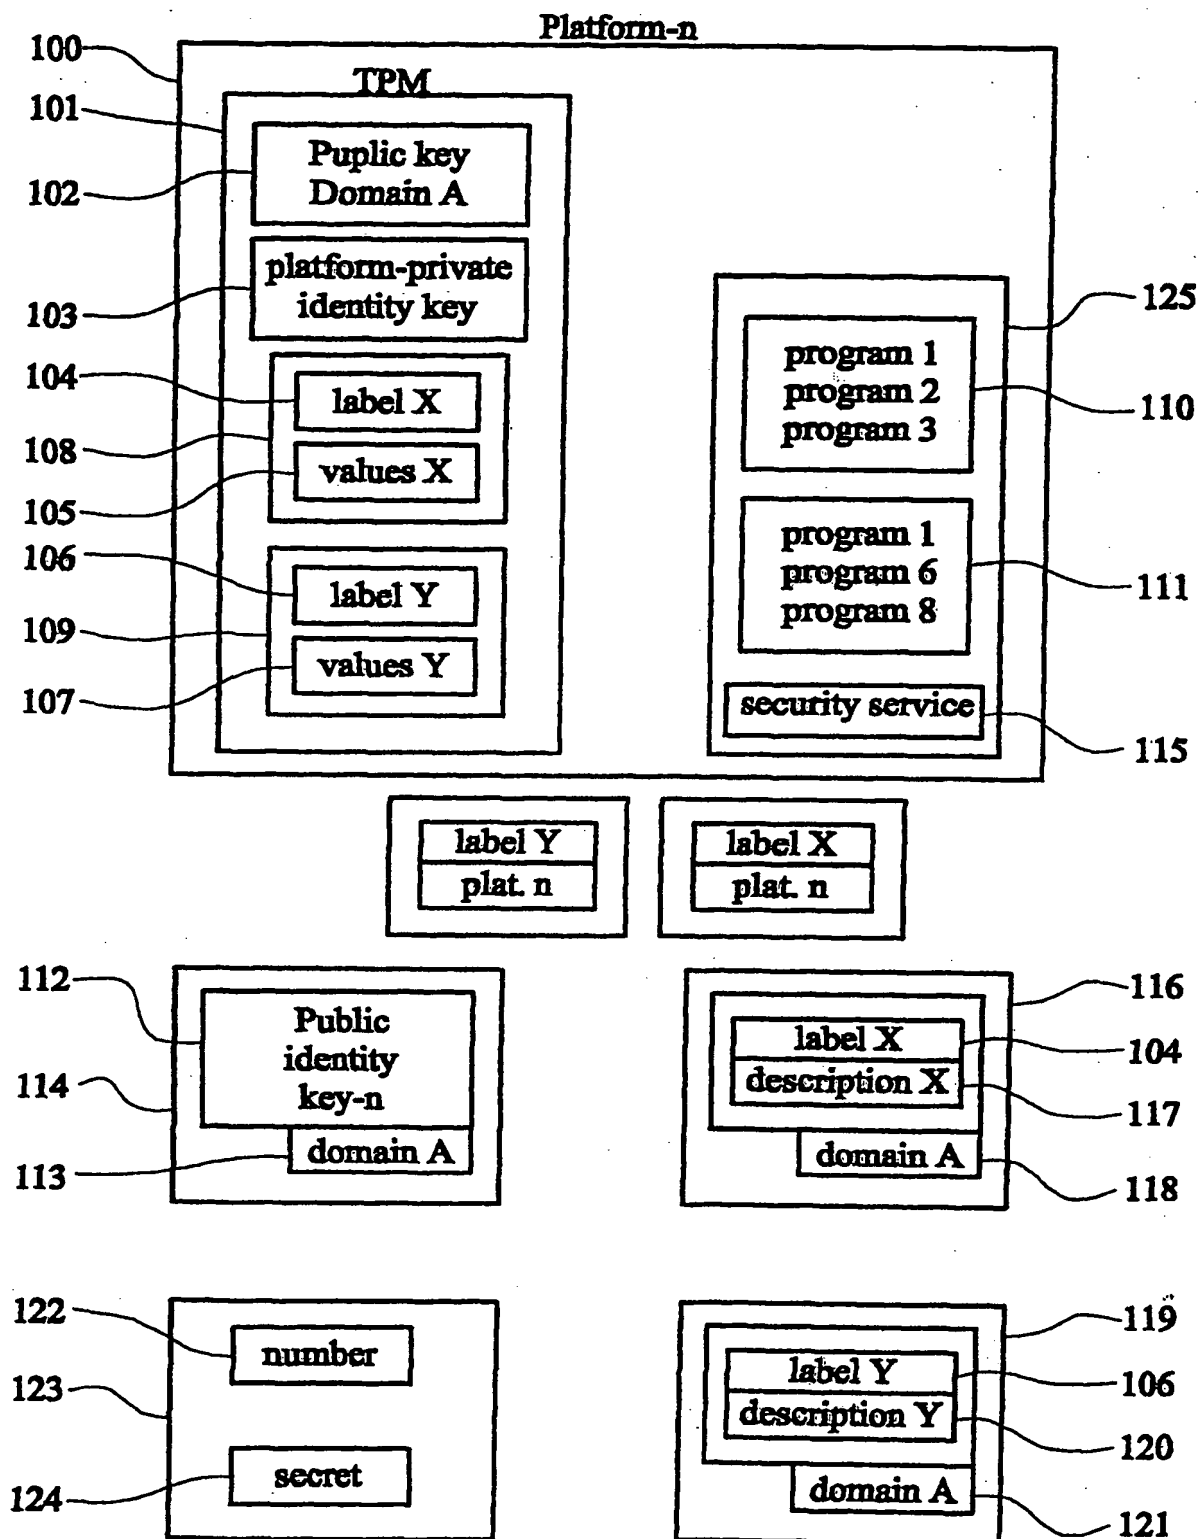 Platform-n
100
TPM
101
Puplic key
Domain A
102
platform-private
identity key
103
104
label X
108
values X
105
106
label Y
109
values Y
107
125
program 1
program 2
program 3
110
program 1
program 6
program 8
111
security service
115
label Y
plat. n
label X
plat. n
112
Public
identity
key-n
114
domain A
113
116
label X
104
description X
117
domain A
118
122
number
123
secret
124
119
label Y
106
description Y
120
domain A
121